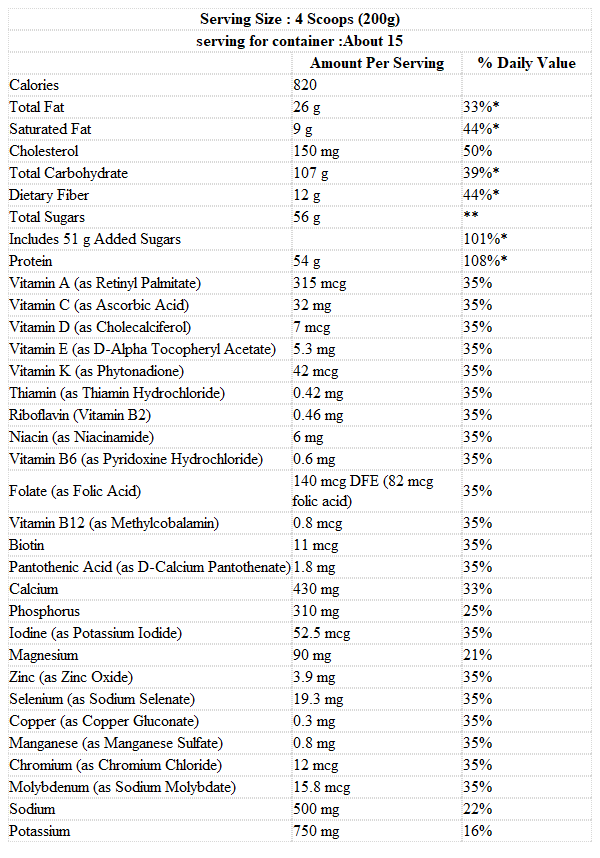 Serving Size : 4 Scoops (200g)
serving for container :About 15
Amount Per Serving % Daily Value
Calories 820
Total Fat 26 g 33%*
Saturated Fat 9 g 44%*
Cholesterol 150 mg 50%
Total Carbohydrate 107 g 39%*
Dietary Fiber 12 g 44%*
Total Sugars 56 g **
Includes 51 g Added Sugars 101%*
Protein 54 g 108%*
Vitamin A (as Retinyl Palmitate) 315 mcg 35%
Vitamin C (as Ascorbic Acid) 32 mg 35%
Vitamin D (as Cholecalciferol) 7 mcg 35%
Vitamin E (as D-Alpha Tocopheryl Acetate) 5.3 mg 35%
Vitamin K (as Phytonadione) 42 mcg 35%
Thiamin (as Thiamin Hydrochloride) 0.42 mg 35%
Riboflavin (Vitamin B2) 0.46 mg 35%
Niacin (as Niacinamide) 6 mg 35%
Vitamin B6 (as Pyridoxine Hydrochloride) 0.6 mg 35%
Folate (as Folic Acid) 140 mcg DFE (82 mcg folic acid) 35%
Vitamin B12 (as Methylcobalamin) 0.8 mcg 35%
Biotin 11 mcg 35%
Pantothenic Acid (as D-Calcium Pantothenate) 1.8 mg 35%
Calcium 430 mg 33%
Phosphorus 310 mg 25%
Iodine (as Potassium Iodide) 52.5 mcg 35%
Magnesium 90 mg 21%
Zinc (as Zinc Oxide) 3.9 mg 35%
Selenium (as Sodium Selenate) 19.3 mg 35%
Copper (as Copper Gluconate) 0.3 mg 35%
Manganese (as Manganese Sulfate) 0.8 mg 35%
Chromium (as Chromium Chloride) 12 mcg 35%
Molybdenum (as Sodium Molybdate) 15.8 mcg 35%
Sodium 500 mg 22%
Potassium 750 mg 16%